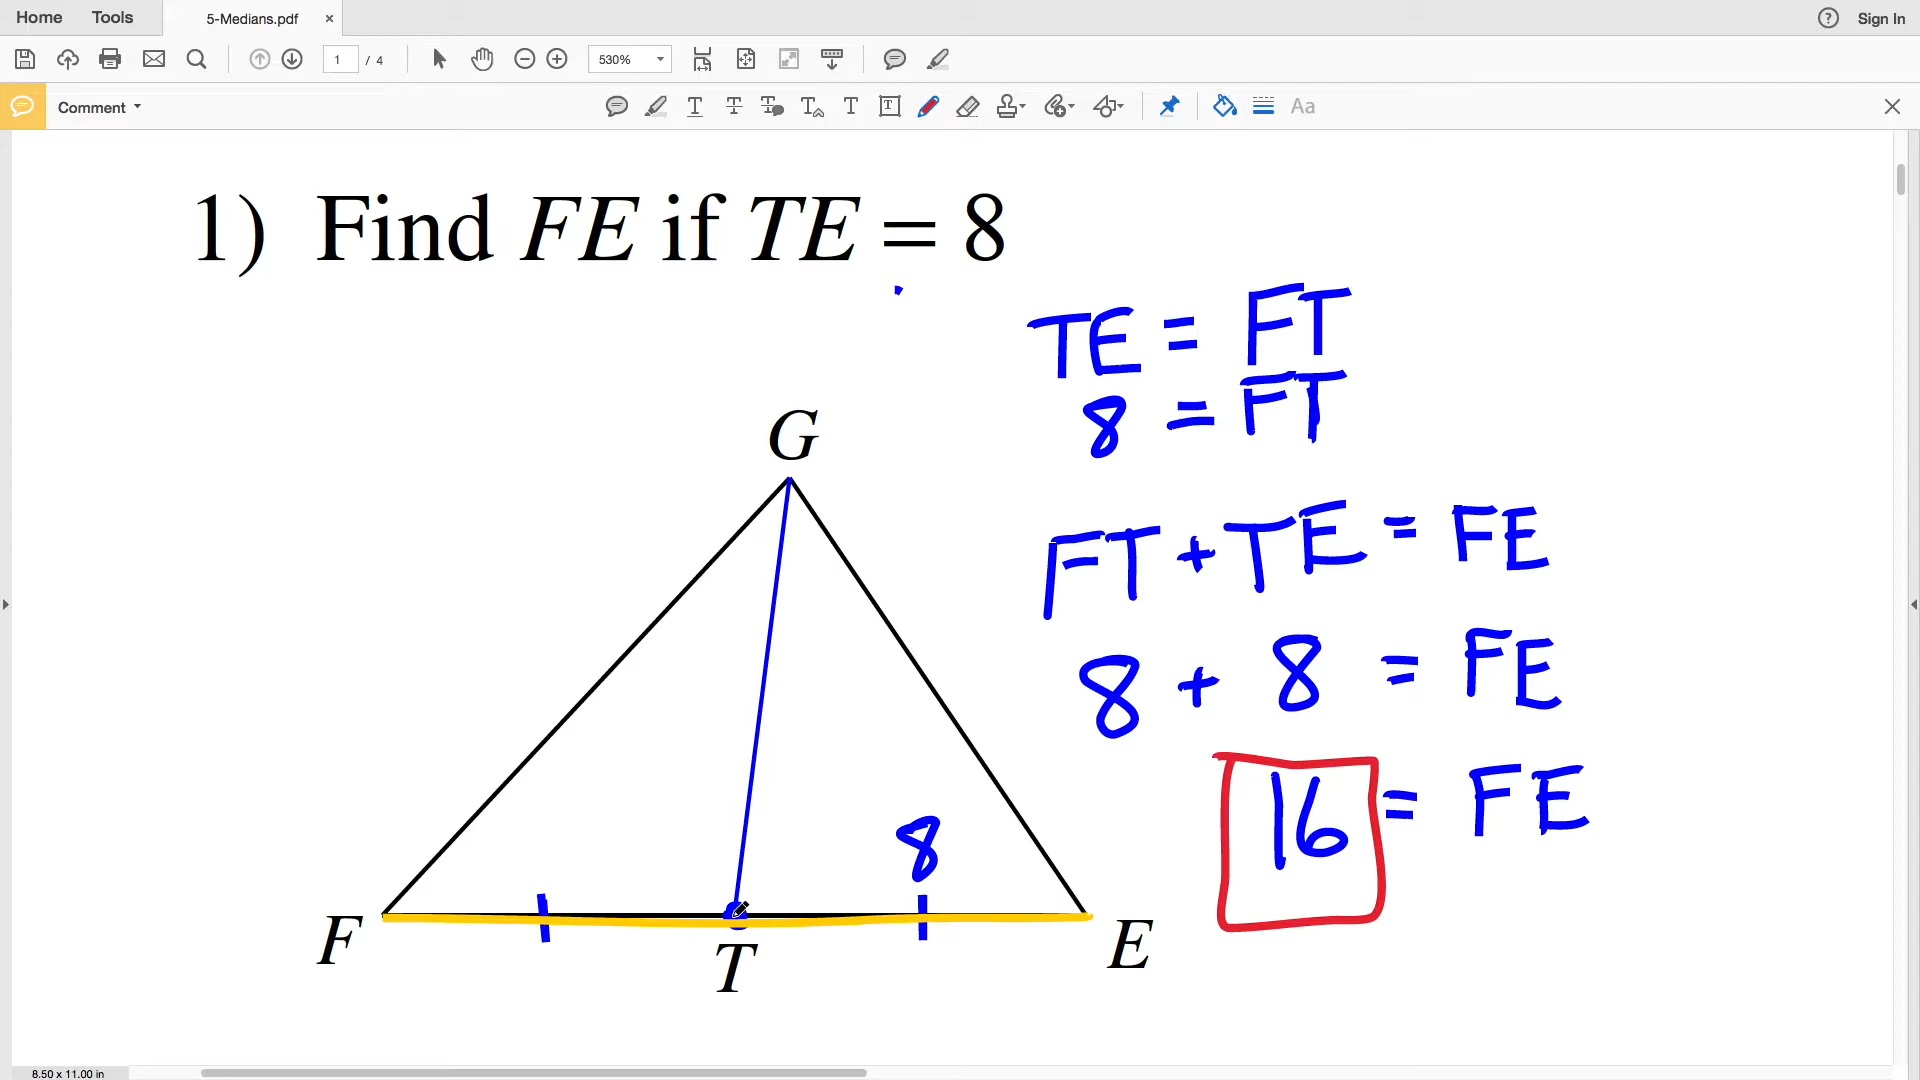 Home Tools 5-Medians.pdf × ? Sign In
1 / 4 530%
Comment T T T T T T Aa
1) Find FE if TE = 8
TE = FT
8 = FT
G
FT + TE = FE
8 + 8 = FE
16 = FE
8
F T E
8.50 x 11.00 in